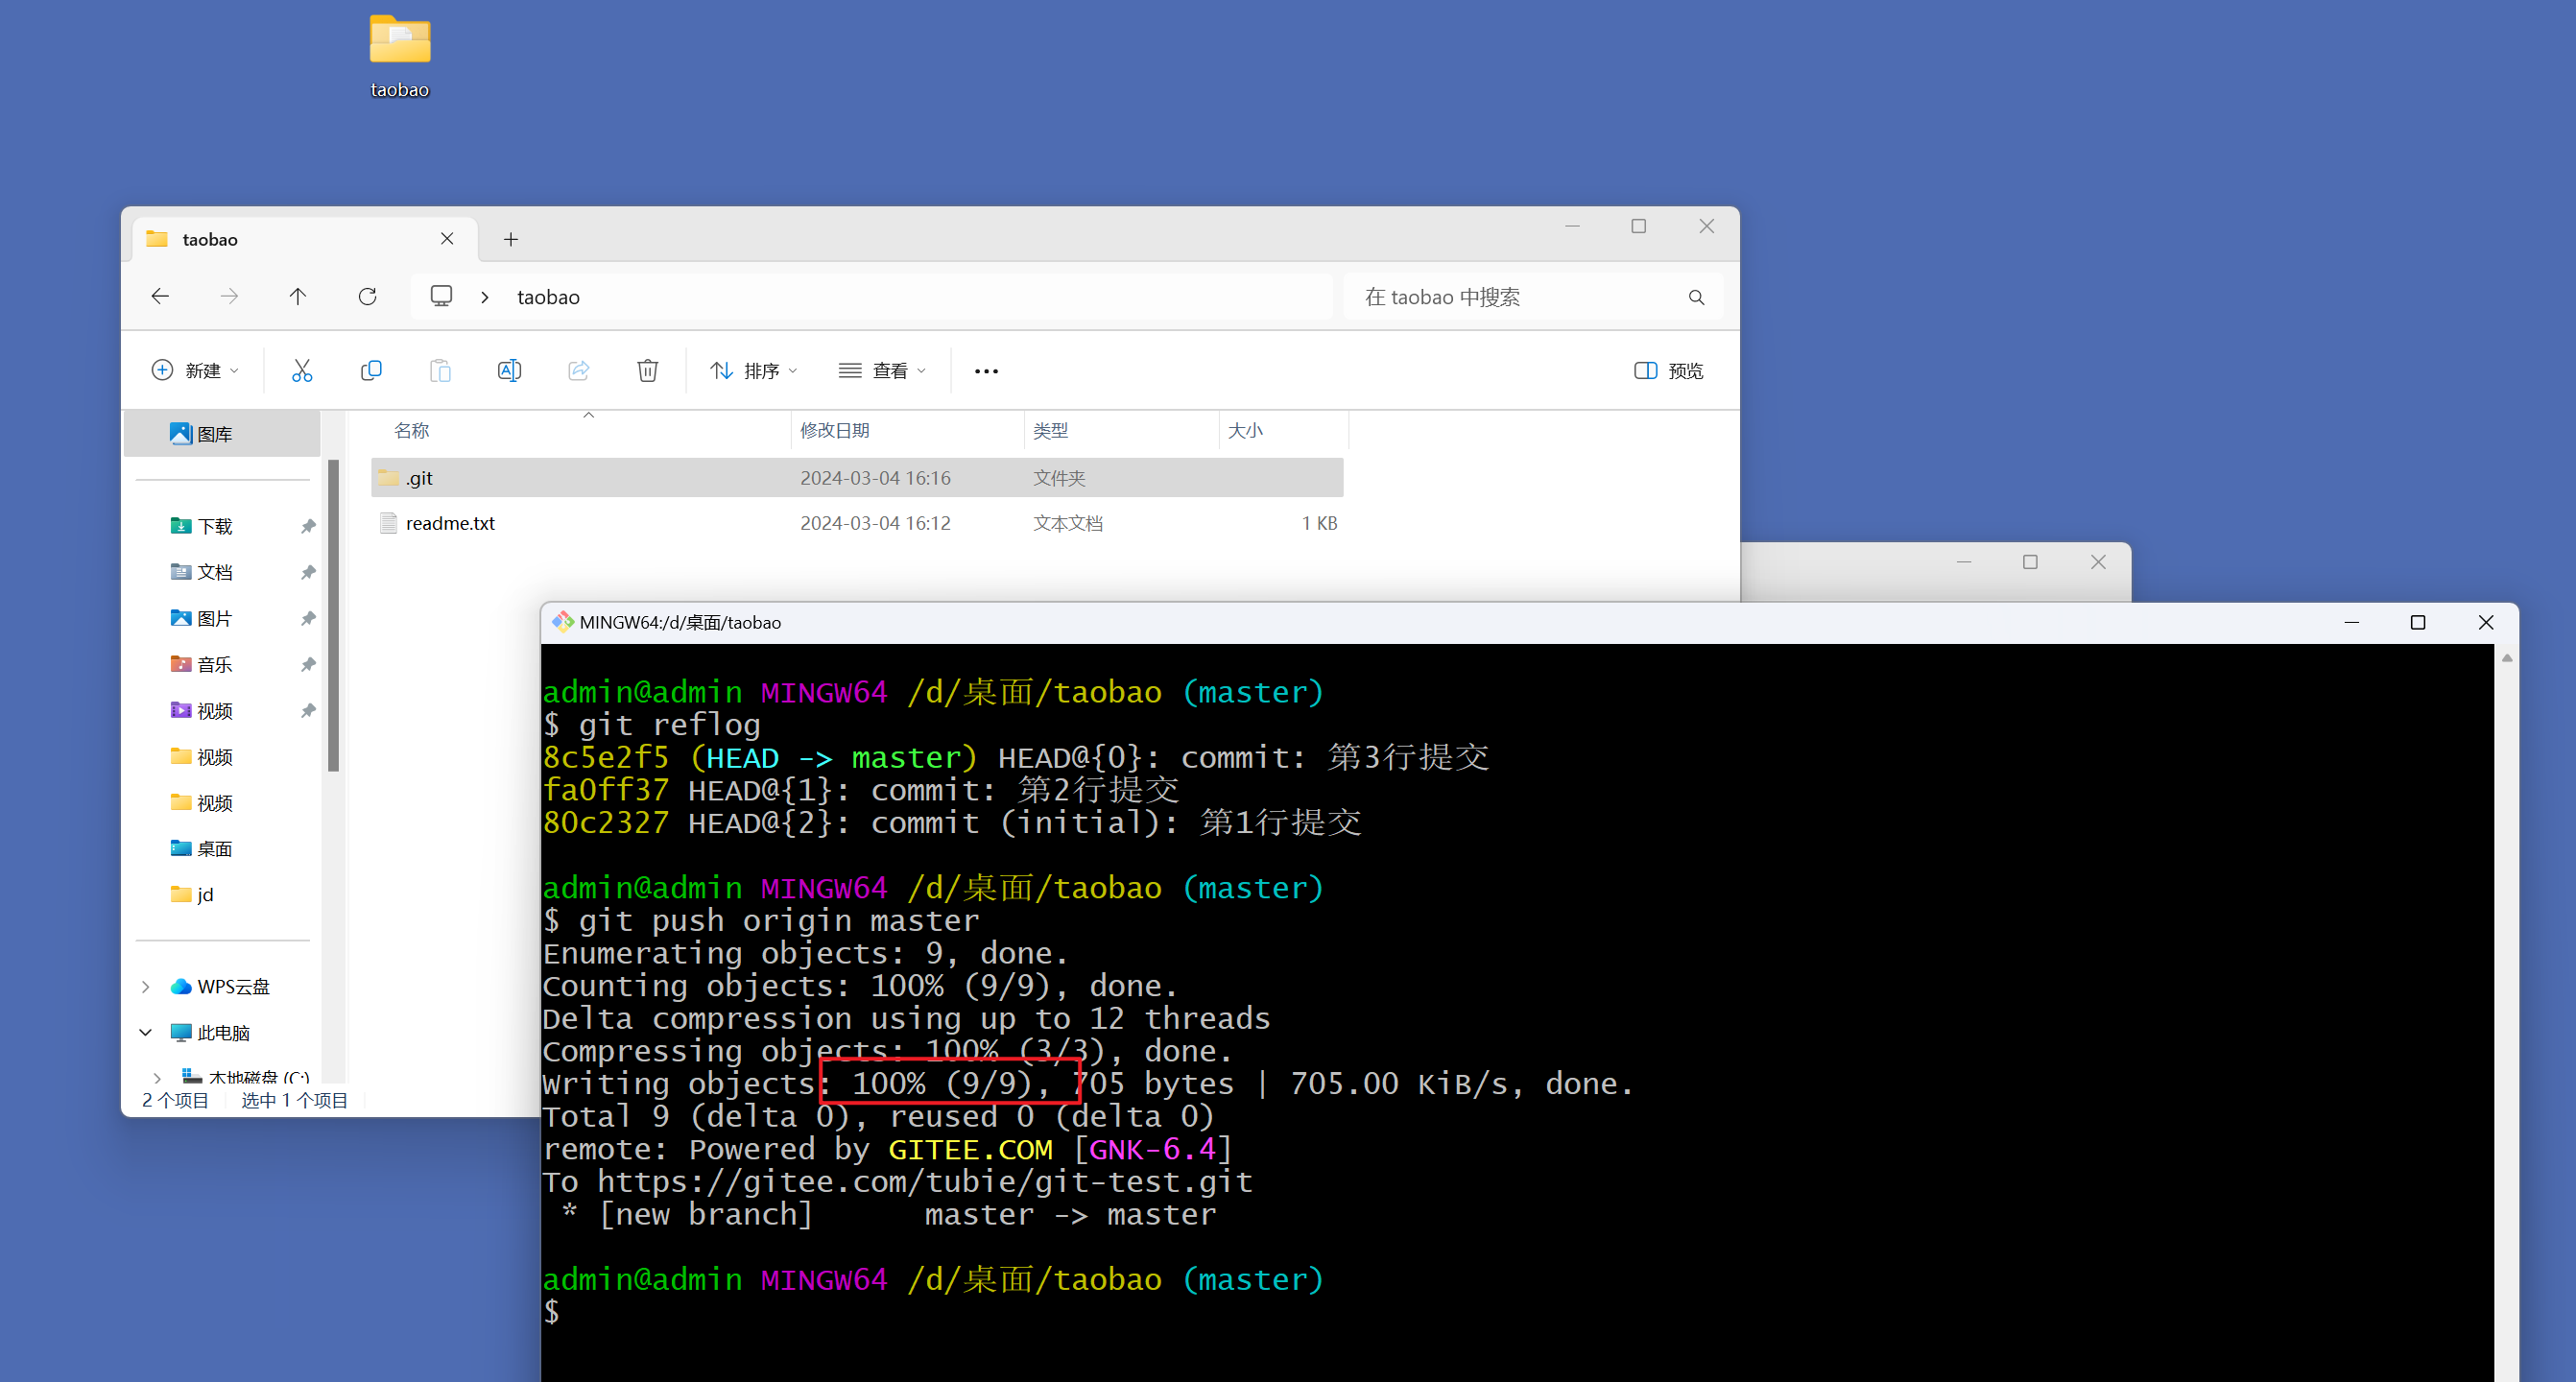 taobao
taobao
taobao
在 taobao 中搜索
新建
排序
查看
预览
图库
名称
修改日期
类型
大小
.git
2024-03-04 16:16
文件夹
readme.txt
2024-03-04 16:12
文本文档
1 KB
下载
文档
图片
音乐
视频
视频
视频
桌面
jd
WPS云盘
此电脑
本地磁盘 (C:)
2 个项目
选中 1 个项目
MINGW64:/d/桌面/taobao
admin@admin MINGW64 /d/桌面/taobao (master)
$ git reflog
8c5e2f5 (HEAD -> master) HEAD@{0}: commit: 第3行提交
fa0ff37 HEAD@{1}: commit: 第2行提交
80c2327 HEAD@{2}: commit (initial): 第1行提交
admin@admin MINGW64 /d/桌面/taobao (master)
$ git push origin master
Enumerating objects: 9, done.
Counting objects: 100% (9/9), done.
Delta compression using up to 12 threads
Compressing objects: 100% (3/3), done.
Writing objects: 100% (9/9), 705 bytes | 705.00 KiB/s, done.
Total 9 (delta 0), reused 0 (delta 0)
remote: Powered by GITEE.COM [GNK-6.4]
To https://gitee.com/tubie/git-test.git
 * [new branch]      master -> master
admin@admin MINGW64 /d/桌面/taobao (master)
$